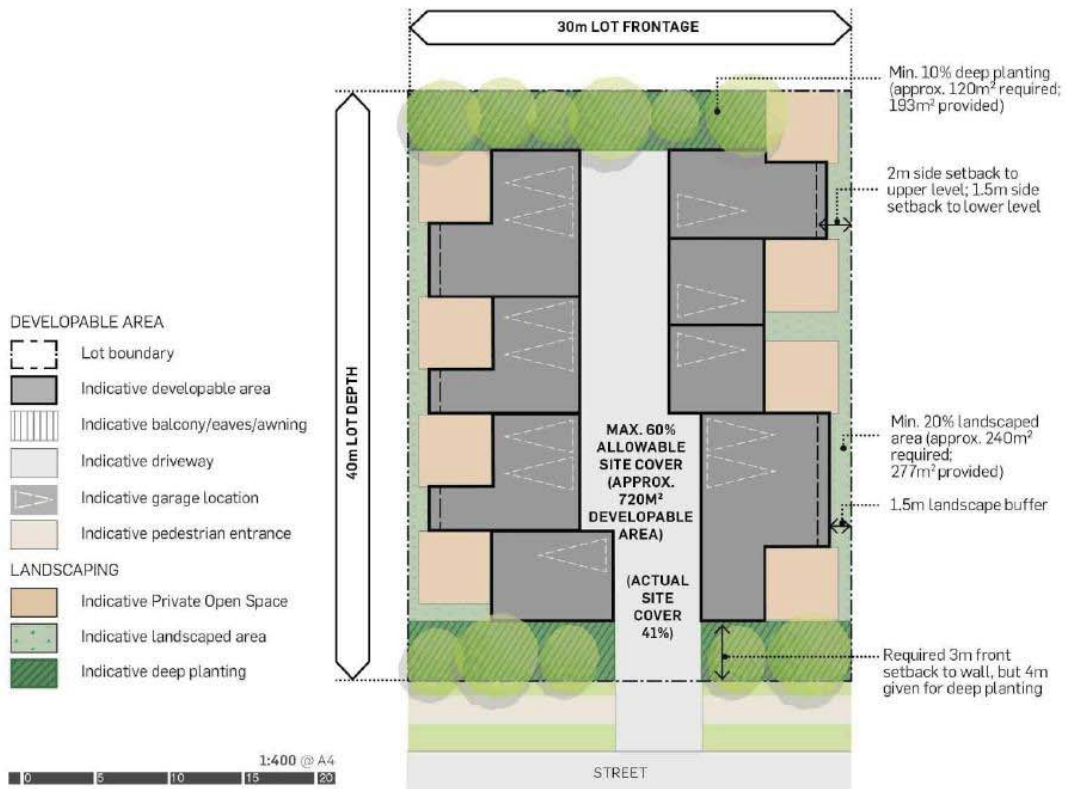 30m LOT FRONTAGE
Min. 10% deep planting
(approx. 120m² required;
193m² provided)
2m side setback to
upper level; 1.5m side
setback to lower level
40m LOT DEPTH
DEVELOPABLE AREA
Lot boundary
Indicative developable area
Indicative balcony/eaves/awning
Indicative driveway
Indicative garage location
Indicative pedestrian entrance
LANDSCAPING
Indicative Private Open Space
Indicative landscaped area
Indicative deep planting
MAX. 60%
ALLOWABLE
SITE COVER
(APPROX.
720M²
DEVELOPABLE
AREA)
(ACTUAL
SITE
COVER
41%)
Min. 20% landscaped
area (approx. 240m²
required;
277m² provided)
1.5m landscape buffer
Required 3m front
setback to wall, but 4m
given for deep planting
1:400 @ A4
0 5 10 15 20
STREET